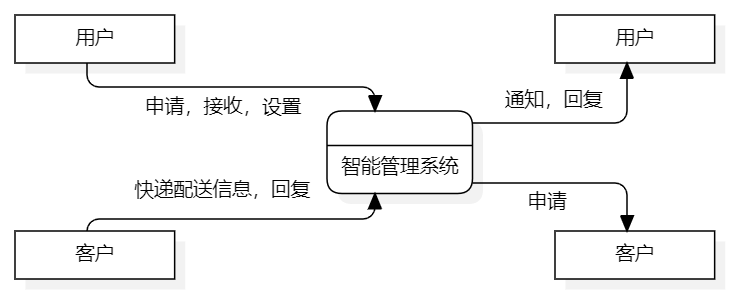 用户
用户
申请，接收，设置
通知，回复
智能管理系统
快递配送信息，回复
申请
客户
客户